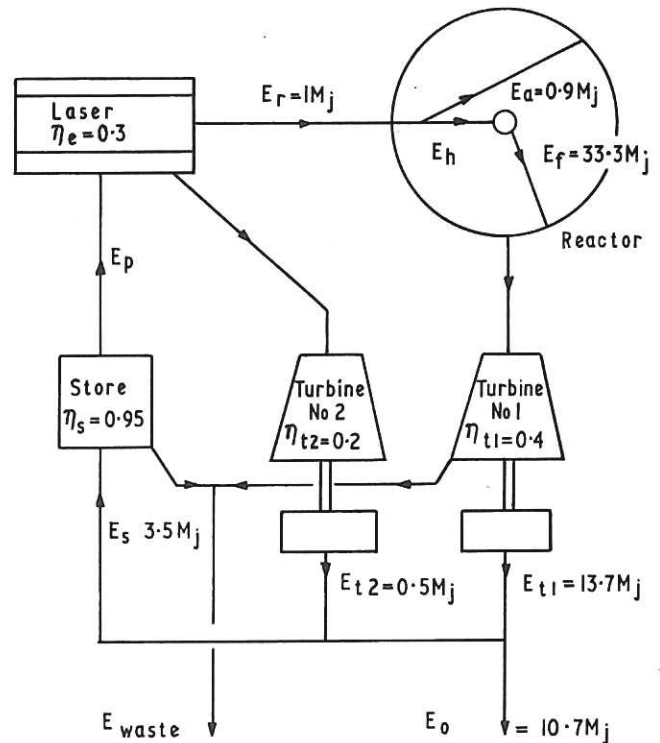 Laser
ηe=0.3
Er=1Mj
Ea=0.9Mj
Eh
Ef=33.3Mj
Reactor
Ep
Store
ηs=0.95
Turbine
No 2
ηt2=0.2
Turbine
No 1
ηt1=0.4
Es 3.5Mj
Et2=0.5Mj
Et1=13.7Mj
E waste
Eo
= 10.7Mj